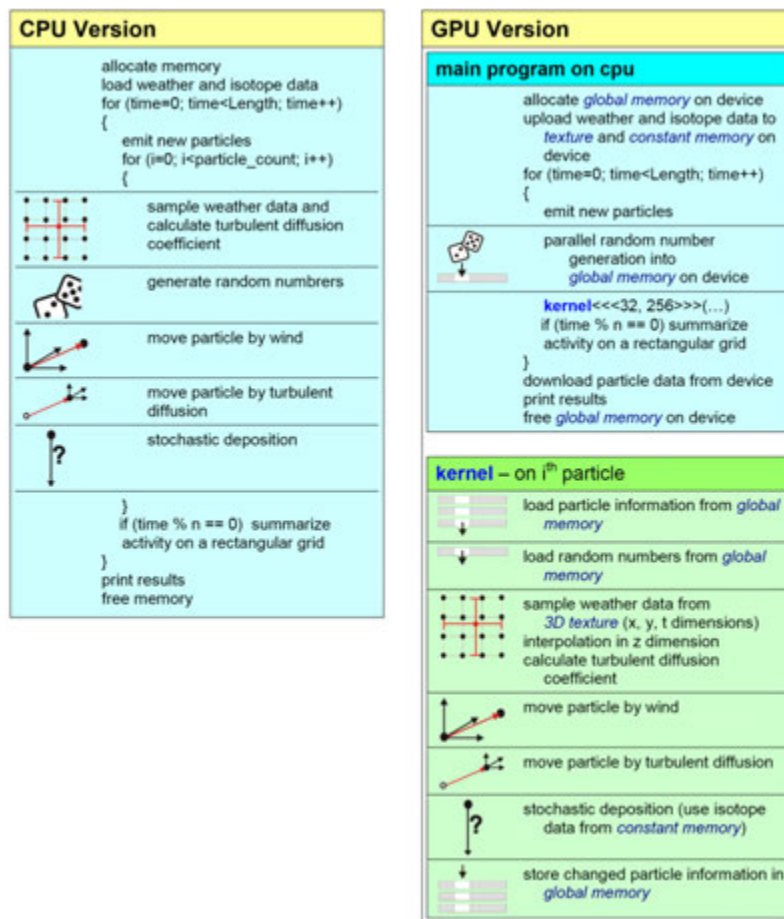 CPU Version
allocate memory
load weather and isotope data
for (time=0; time<Length; time++)
{
emit new particles
for (i=0; i<particle_count; i++)
{
sample weather data and
calculate turbulent diffusion
coefficient
generate random numbrers
move particle by wind
move particle by turbulent
diffusion
?
stochastic deposition
}
if (time % n == 0) summarize
activity on a rectangular grid
}
print results
free memory
GPU Version
main program on cpu
allocate global memory on device
upload weather and isotope data to
texture and constant memory on
device
for (time=0; time<Length; time++)
{
emit new particles
parallel random number
generation into
global memory on device
kernel<<<32, 256>>>(…)
if (time % n == 0) summarize
activity on a rectangular grid
}
download particle data from device
print results
free global memory on device
kernel – on ith particle
load particle information from global
memory
load random numbers from global
memory
sample weather data from
3D texture (x, y, t dimensions)
interpolation in z dimension
calculate turbulent diffusion
coefficient
move particle by wind
move particle by turbulent diffusion
?
stochastic deposition (use isotope
data from constant memory)
store changed particle information in
global memory